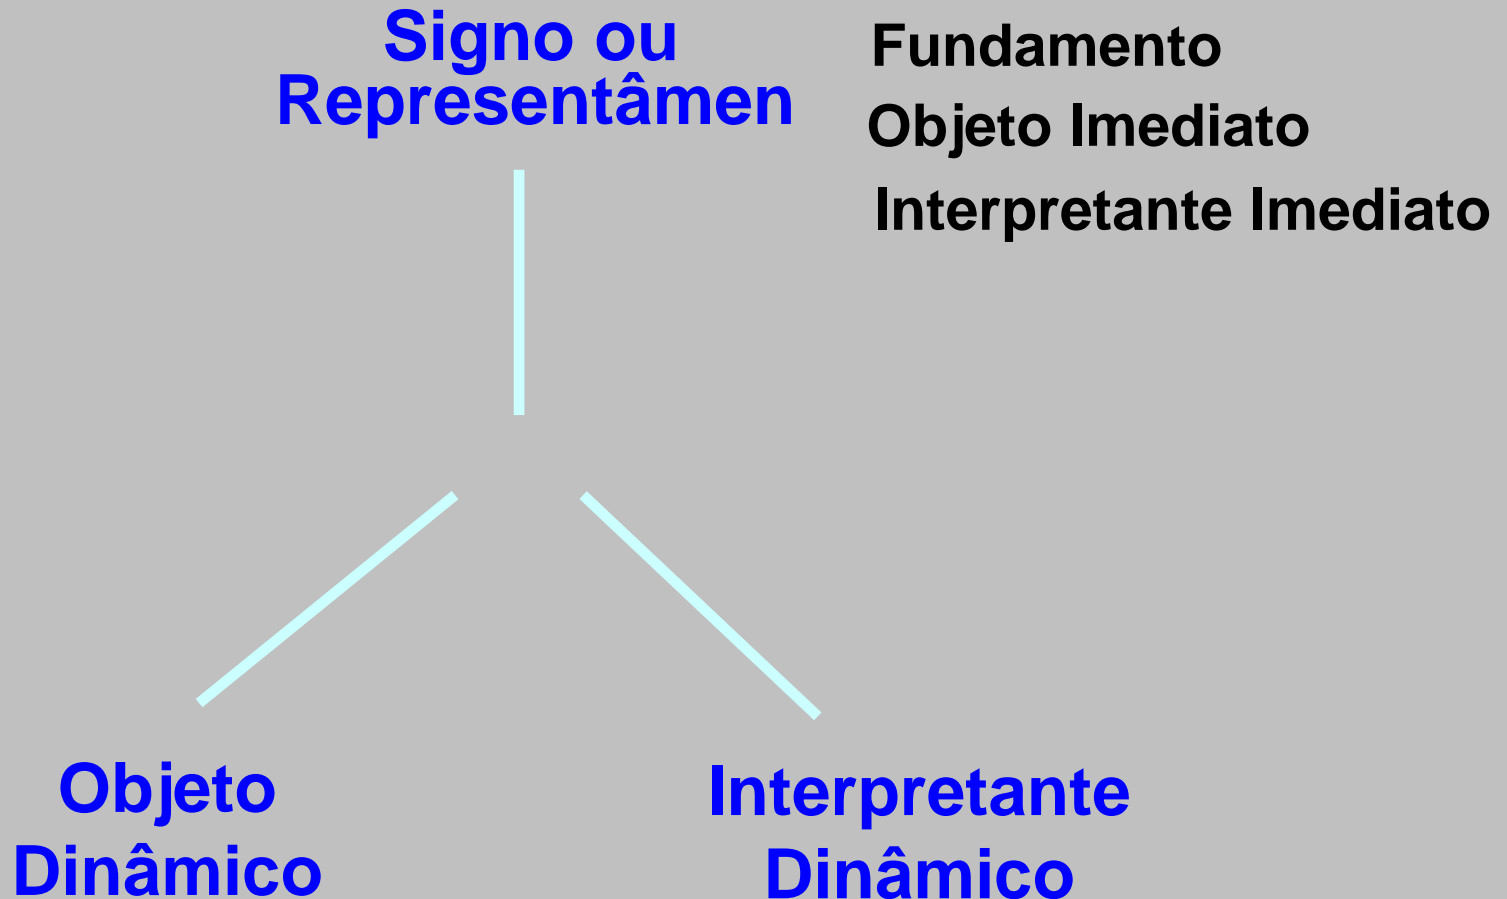 Signo ou
Representâmen
Fundamento
Objeto Imediato
Interpretante Imediato
Objeto
Dinâmico
Interpretante
Dinâmico